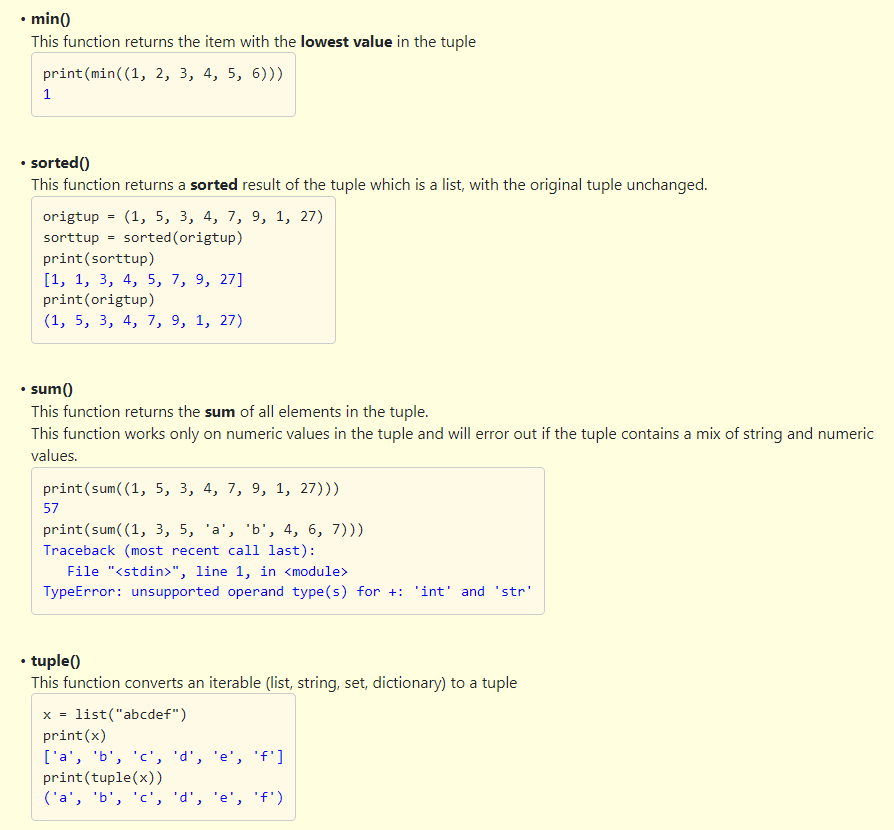 • min()
This function returns the item with the lowest value in the tuple
print(min((1, 2, 3, 4, 5, 6)))
1
• sorted()
This function returns a sorted result of the tuple which is a list, with the original tuple unchanged.
origtup = (1, 5, 3, 4, 7, 9, 1, 27)
sorttup = sorted(origtup)
print(sorttup)
[1, 1, 3, 4, 5, 7, 9, 27]
print(origtup)
(1, 5, 3, 4, 7, 9, 1, 27)
• sum()
This function returns the sum of all elements in the tuple.
This function works only on numeric values in the tuple and will error out if the tuple contains a mix of string and numeric
values.
print(sum((1, 5, 3, 4, 7, 9, 1, 27)))
57
print(sum((1, 3, 5, 'a', 'b', 4, 6, 7)))
Traceback (most recent call last):
   File "<stdin>", line 1, in <module>
TypeError: unsupported operand type(s) for +: 'int' and 'str'
• tuple()
This function converts an iterable (list, string, set, dictionary) to a tuple
x = list("abcdef")
print(x)
['a', 'b', 'c', 'd', 'e', 'f']
print(tuple(x))
('a', 'b', 'c', 'd', 'e', 'f')